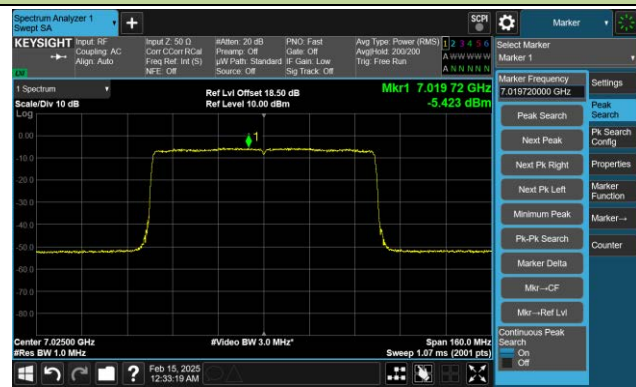 Spectrum Analyzer 1
Swept SA
SCPI
Marker
KEYSIGHT
Input: RF
Coupling: AC
Align: Auto
Input Z: 50 Ω
Corr CCorr RCal
Freq Ref: Int (S)
NFE: Off
#Atten: 20 dB
Preamp: Off
µW Path: Standard
Source: Off
PNO: Fast
Gate: Off
IF Gain: Low
Sig Track: Off
Avg Type: Power (RMS)
Avg|Hold: 200/200
Trig: Free Run
1 2 3 4 5 6
A W W W W W
A N N N N N
Select Marker
Marker 1
1 Spectrum
Scale/Div 10 dB
Log
Ref Lvl Offset 18.50 dB
Ref Level 10.00 dBm
Mkr1 7.019 72 GHz
-5.423 dBm
0.00
-10.0
-20.0
-30.0
-40.0
-50.0
-60.0
-70.0
-80.0
1
Center 7.02500 GHz
#Res BW 1.0 MHz
#Video BW 3.0 MHz*
Span 160.0 MHz
Sweep 1.07 ms (2001 pts)
Marker Frequency
7.019720000 GHz
Peak Search
Next Peak
Next Pk Right
Next Pk Left
Minimum Peak
Pk-Pk Search
Marker Delta
Mkr→CF
Mkr→Ref Lvl
Continuous Peak
Search
On
Off
Settings
Peak
Search
Pk Search
Config
Properties
Marker
Function
Marker→
Counter
?
Feb 15, 2025
12:33:19 AM